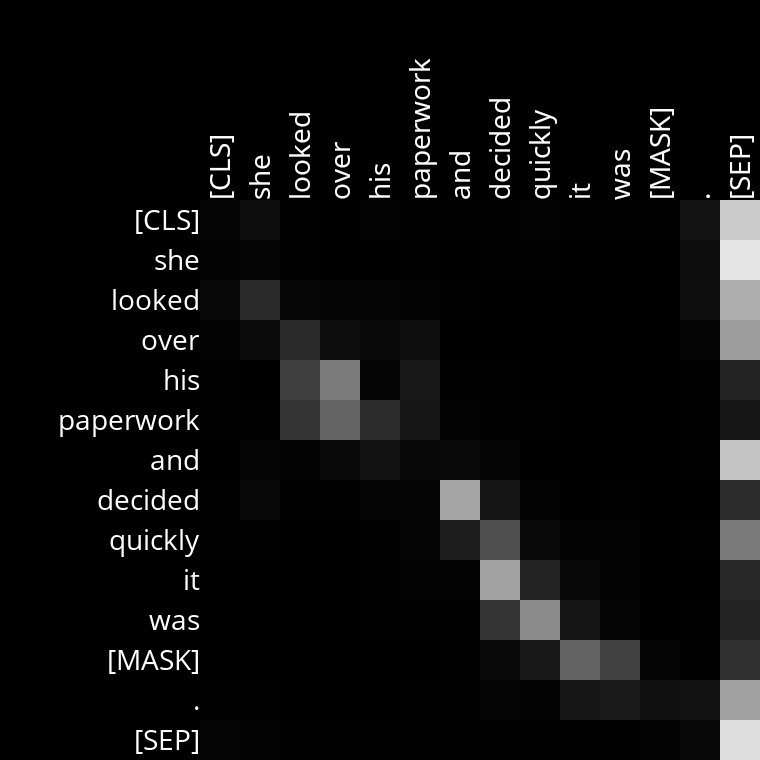 [CLS] she looked over his paperwork and decided quickly it was [MASK] . [SEP]
[CLS]
she
looked
over
his
paperwork
and
decided
quickly
it
was
[MASK]
.
[SEP]